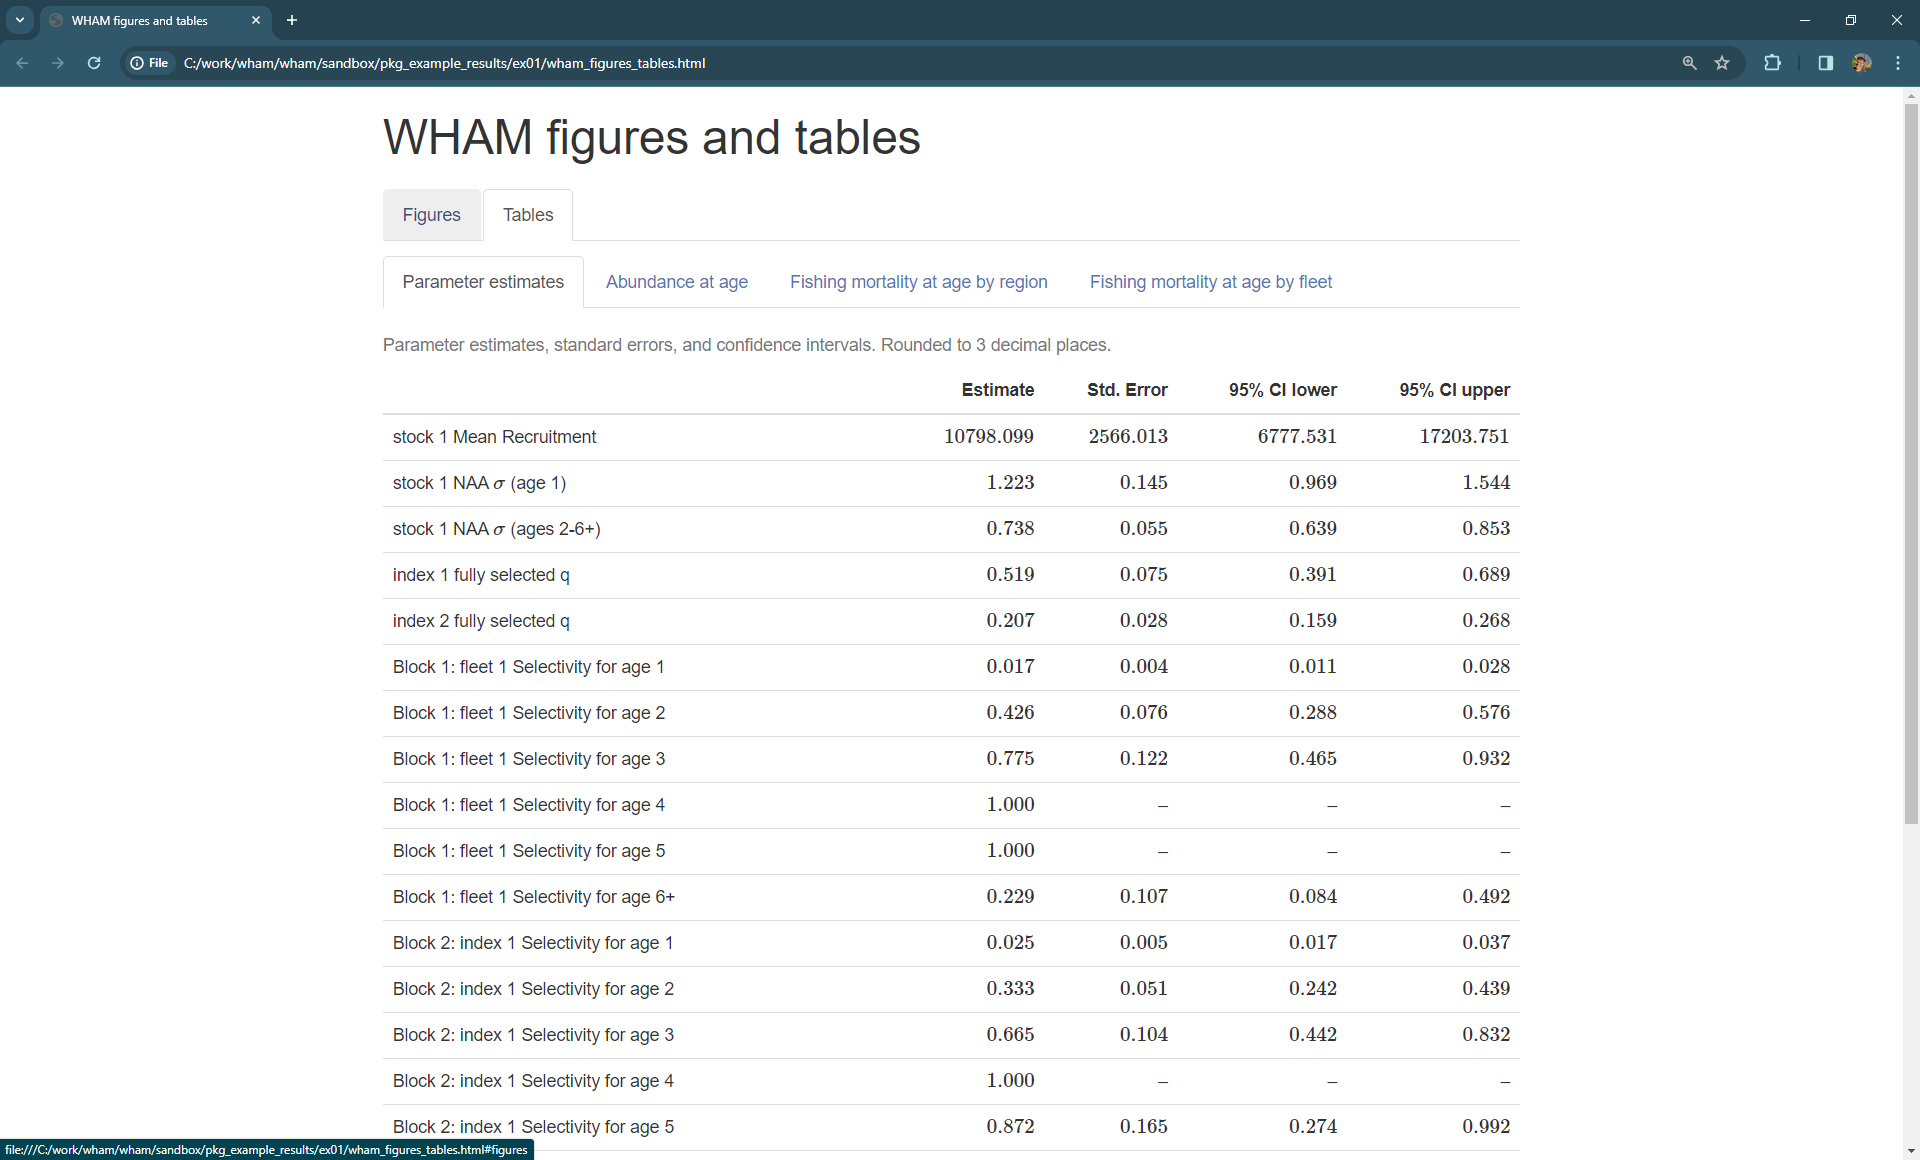 WHAM figures and tables
File C:/work/wham/wham/sandbox/pkg_example_results/ex01/wham_figures_tables.html
WHAM figures and tables
Figures Tables
Parameter estimates Abundance at age Fishing mortality at age by region Fishing mortality at age by fleet
Parameter estimates, standard errors, and confidence intervals. Rounded to 3 decimal places.
Estimate Std. Error 95% CI lower 95% CI upper
stock 1 Mean Recruitment 10798.099 2566.013 6777.531 17203.751
stock 1 NAA σ (age 1) 1.223 0.145 0.969 1.544
stock 1 NAA σ (ages 2-6+) 0.738 0.055 0.639 0.853
index 1 fully selected q 0.519 0.075 0.391 0.689
index 2 fully selected q 0.207 0.028 0.159 0.268
Block 1: fleet 1 Selectivity for age 1 0.017 0.004 0.011 0.028
Block 1: fleet 1 Selectivity for age 2 0.426 0.076 0.288 0.576
Block 1: fleet 1 Selectivity for age 3 0.775 0.122 0.465 0.932
Block 1: fleet 1 Selectivity for age 4 1.000 – – –
Block 1: fleet 1 Selectivity for age 5 1.000 – – –
Block 1: fleet 1 Selectivity for age 6+ 0.229 0.107 0.084 0.492
Block 2: index 1 Selectivity for age 1 0.025 0.005 0.017 0.037
Block 2: index 1 Selectivity for age 2 0.333 0.051 0.242 0.439
Block 2: index 1 Selectivity for age 3 0.665 0.104 0.442 0.832
Block 2: index 1 Selectivity for age 4 1.000 – – –
Block 2: index 1 Selectivity for age 5 0.872 0.165 0.274 0.992
file:///C:/work/wham/wham/sandbox/pkg_example_results/ex01/wham_figures_tables.html#figures